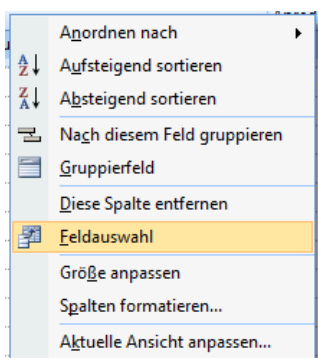 Anordnen nach
Aufsteigend sortieren
Absteigend sortieren
Nach diesem Feld gruppieren
Gruppierfeld
Diese Spalte entfernen
Feldauswahl
Größe anpassen
Spalten formatieren...
Aktuelle Ansicht anpassen...